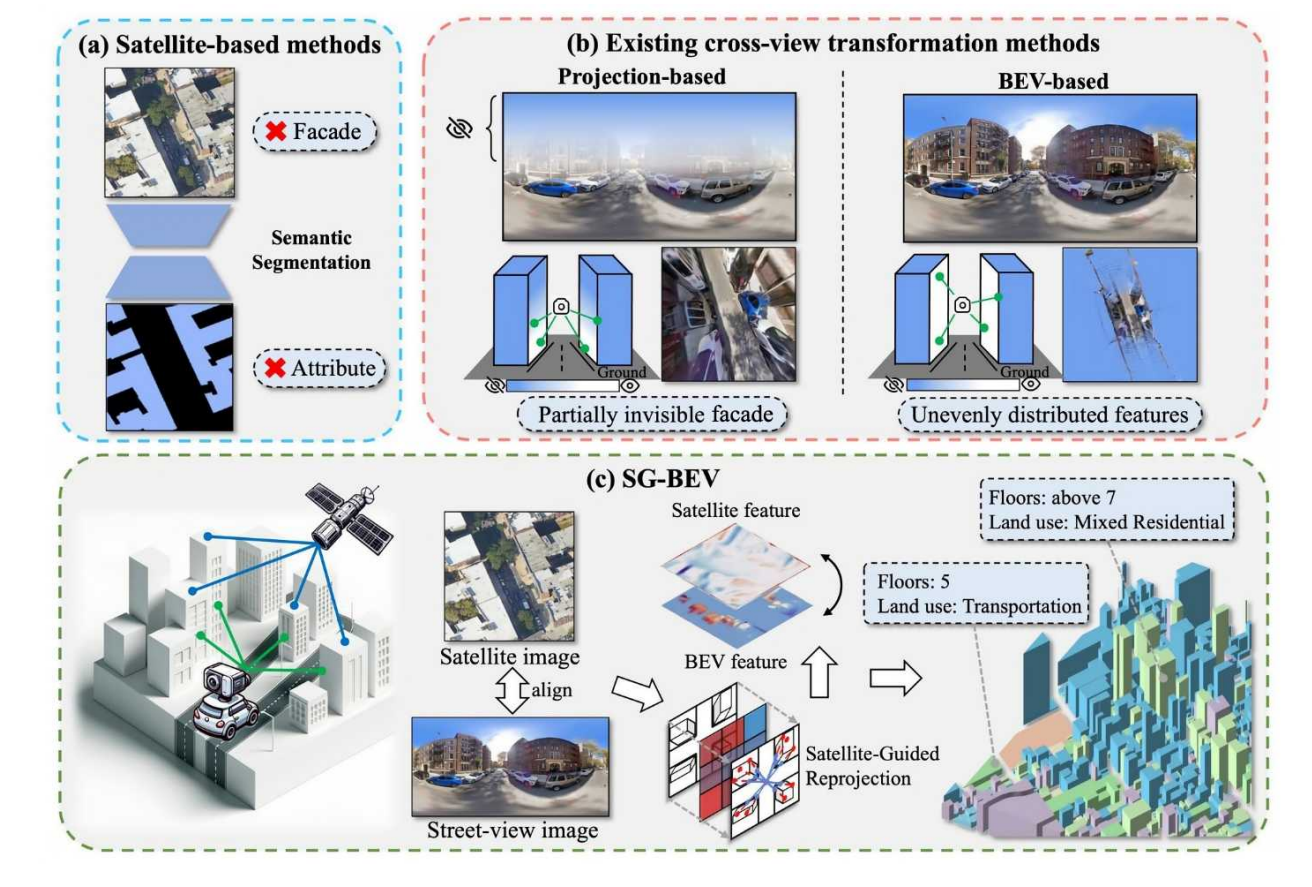 (a) Satellite-based methods
Facade
Semantic
Segmentation
Attribute
(b) Existing cross-view transformation methods
Projection-based
Ground
Partially invisible facade
BEV-based
Ground
Unevenly distributed features
(c) SG-BEV
Satellite image
align
Street-view image
Satellite feature
BEV feature
Satellite-Guided
Reprojection
Floors: above 7
Land use: Mixed Residential
Floors: 5
Land use: Transportation